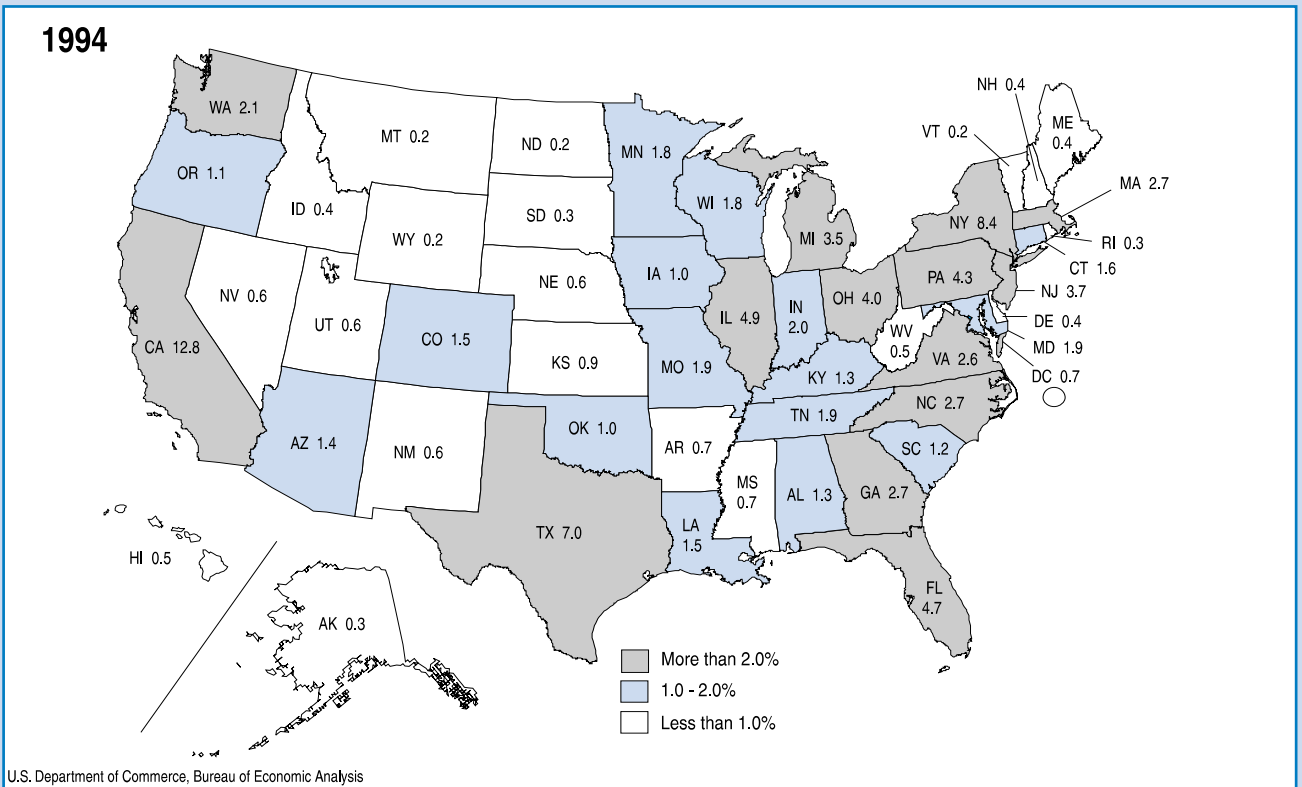 1994
WA 2.1
MT 0.2
ND 0.2
MN 1.8
NH 0.4
VT 0.2
ME
0.4
OR 1.1
ID 0.4
WY 0.2
SD 0.3
WI 1.8
MI 3.5
NY 8.4
MA 2.7
RI 0.3
CT 1.6
NV 0.6
UT 0.6
CO 1.5
NE 0.6
IA 1.0
IL 4.9
IN
2.0
OH 4.0
PA 4.3
NJ 3.7
DE 0.4
MD 1.9
DC 0.7
CA 12.8
KS 0.9
MO 1.9
KY 1.3
WV
0.5
VA 2.6
AZ 1.4
NM 0.6
OK 1.0
AR 0.7
TN 1.9
NC 2.7
SC 1.2
TX 7.0
LA
1.5
MS
0.7
AL 1.3
GA 2.7
FL
4.7
HI 0.5
AK 0.3
More than 2.0%
1.0 - 2.0%
Less than 1.0%
U.S. Department of Commerce, Bureau of Economic Analysis